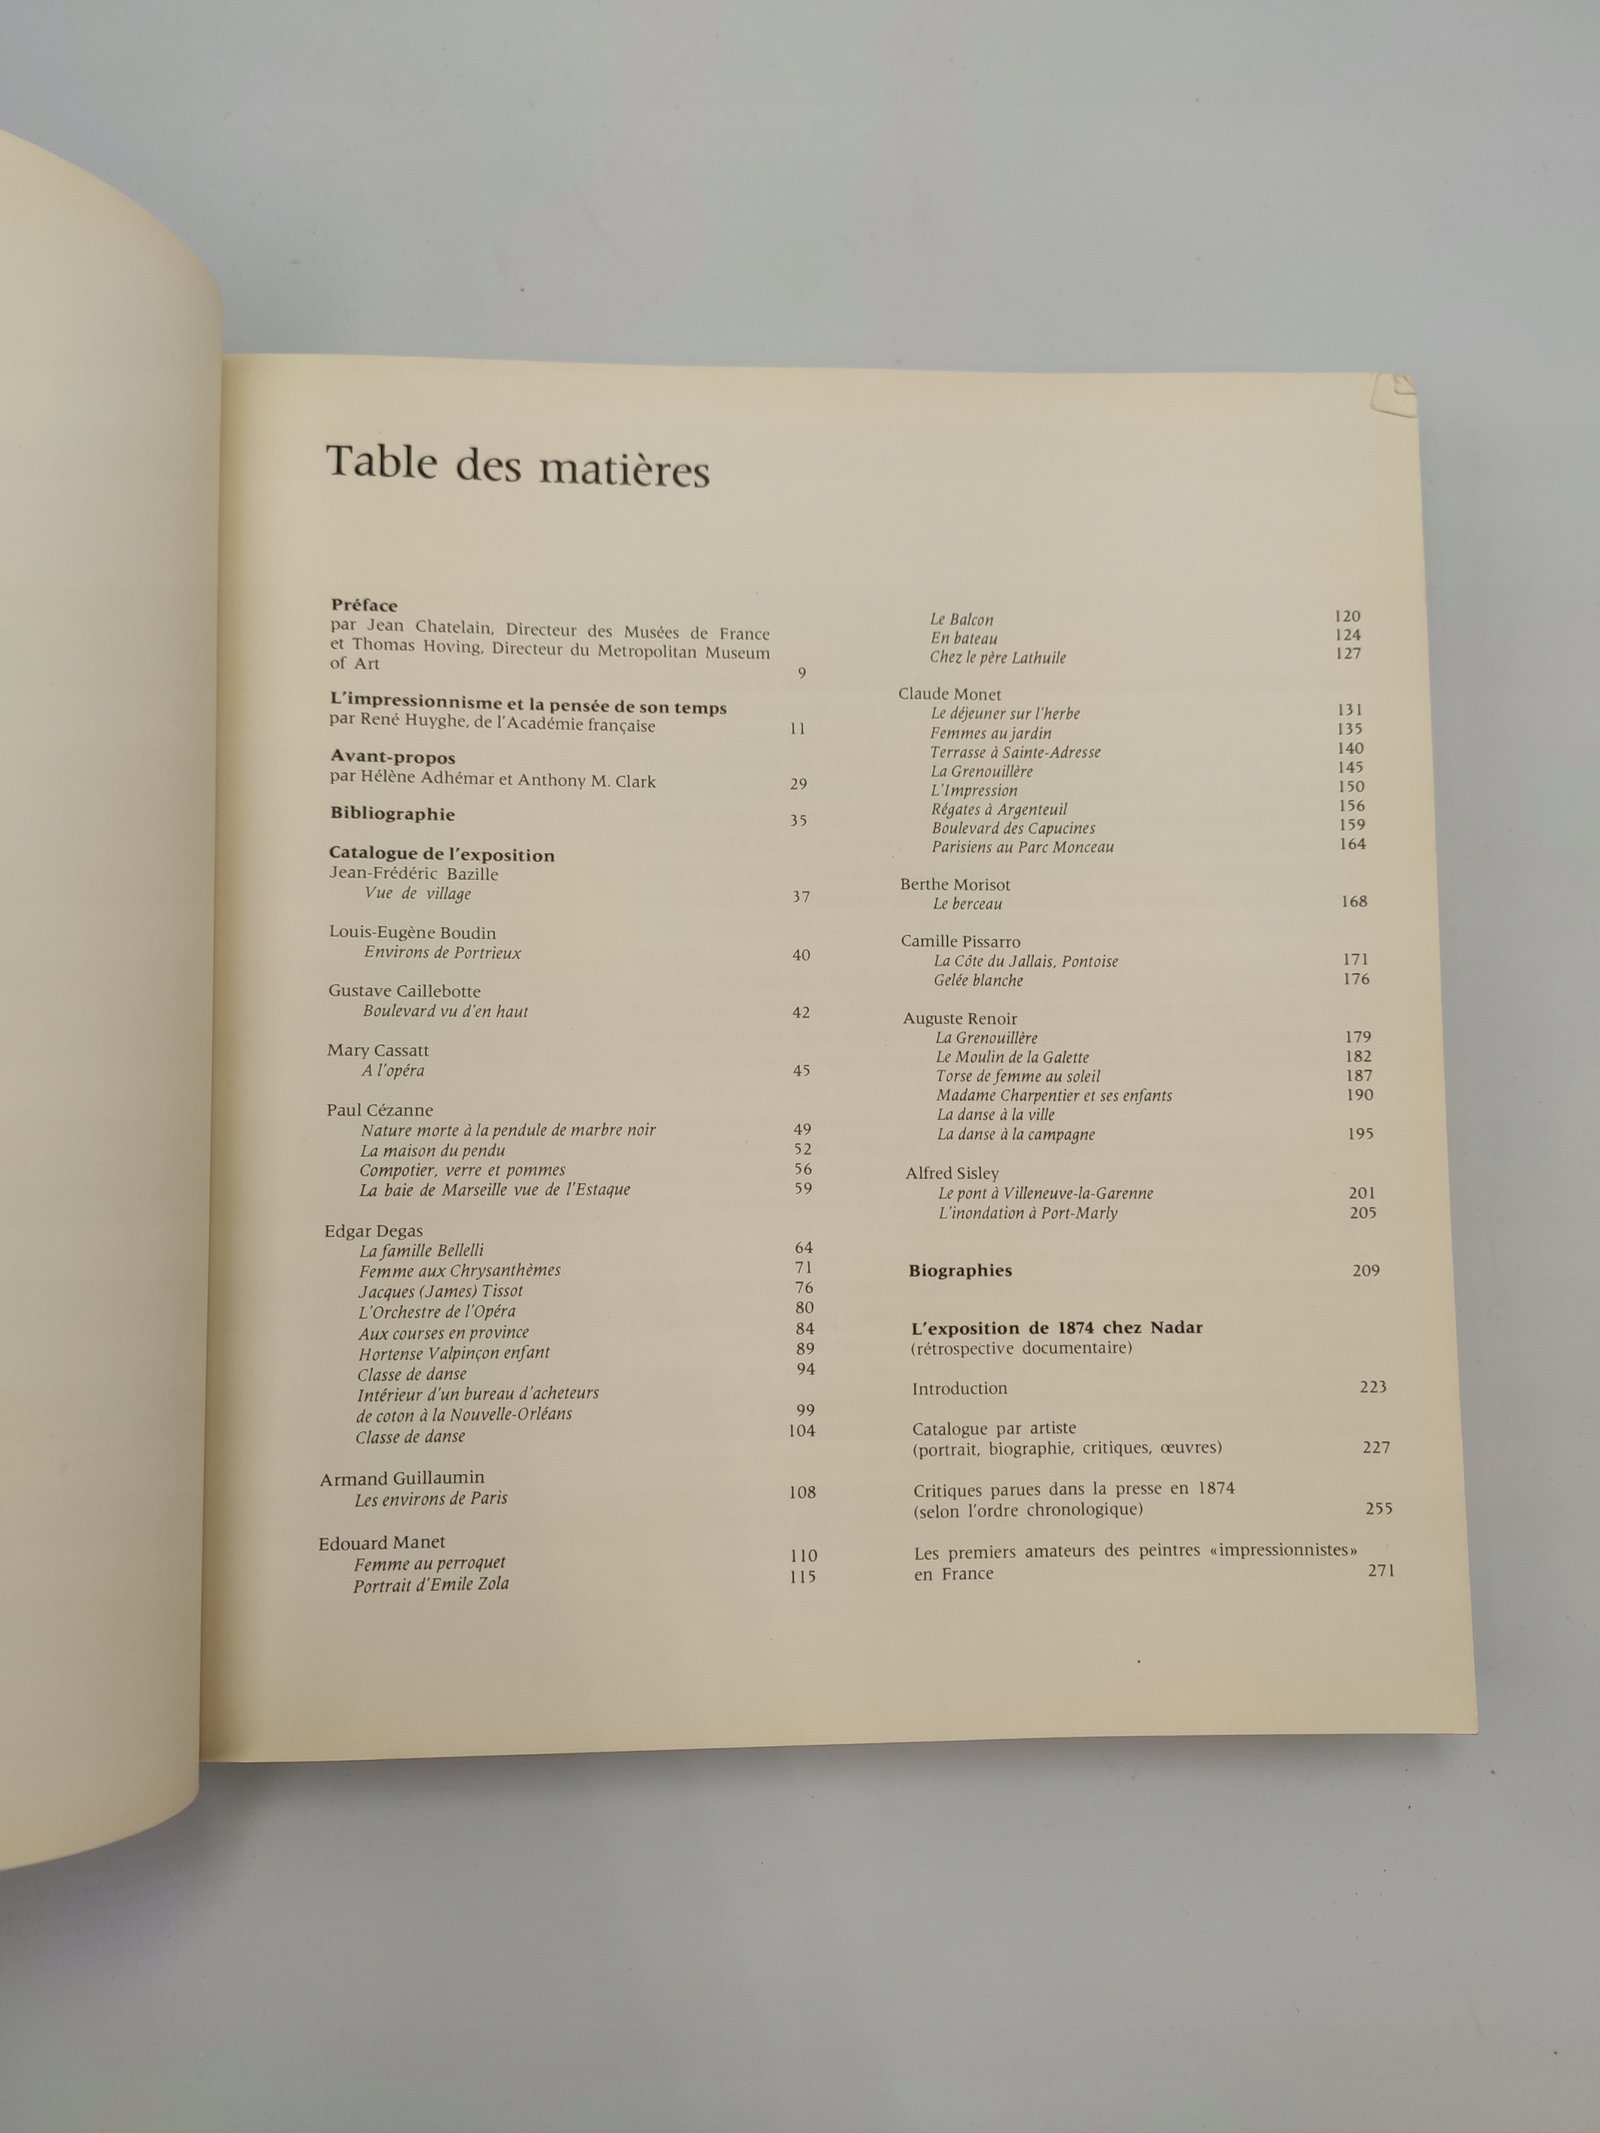 Table des matières
Préface
par Jean Chatelain, Directeur des Musées de France
et Thomas Hoving, Directeur du Metropolitan Museum
of Art 9
L'impressionnisme et la pensée de son temps
par René Huyghe, de l'Académie française 11
Avant-propos
par Hélène Adhémar et Anthony M. Clark 29
Bibliographie 35
Catalogue de l'exposition
Jean-Frédéric Bazille
Vue de village 37
Louis-Eugène Boudin
Environs de Portrieux 40
Gustave Caillebotte
Boulevard vu d'en haut 42
Mary Cassatt
A l'opéra 45
Paul Cézanne
Nature morte à la pendule de marbre noir 49
La maison du pendu 52
Compotier, verre et pommes 56
La baie de Marseille vue de l'Estaque 59
Edgar Degas
La famille Bellelli 64
Femme aux Chrysanthèmes 71
Jacques (James) Tissot 76
L'Orchestre de l'Opéra 80
Aux courses en province 84
Hortense Valpinçon enfant 89
Classe de danse 94
Intérieur d'un bureau d'acheteurs
de coton à la Nouvelle-Orléans 99
Classe de danse 104
Armand Guillaumin
Les environs de Paris 108
Edouard Manet
Femme au perroquet 110
Portrait d'Emile Zola 115
Le Balcon 120
En bateau 124
Chez le père Lathuile 127
Claude Monet
Le déjeuner sur l'herbe 131
Femmes au jardin 135
Terrasse à Sainte-Adresse 140
La Grenouillère 145
L'Impression 150
Régates à Argenteuil 156
Boulevard des Capucines 159
Parisiens au Parc Monceau 164
Berthe Morisot
Le berceau 168
Camille Pissarro
La Côte du Jallais, Pontoise 171
Gelée blanche 176
Auguste Renoir
La Grenouillère 179
Le Moulin de la Galette 182
Torse de femme au soleil 187
Madame Charpentier et ses enfants 190
La danse à la ville
La danse à la campagne 195
Alfred Sisley
Le pont à Villeneuve-la-Garenne 201
L'inondation à Port-Marly 205
Biographies 209
L'exposition de 1874 chez Nadar
(rétrospective documentaire)
Introduction 223
Catalogue par artiste
(portrait, biographie, critiques, œuvres) 227
Critiques parues dans la presse en 1874
(selon l'ordre chronologique) 255
Les premiers amateurs des peintres «impressionnistes»
en France 271